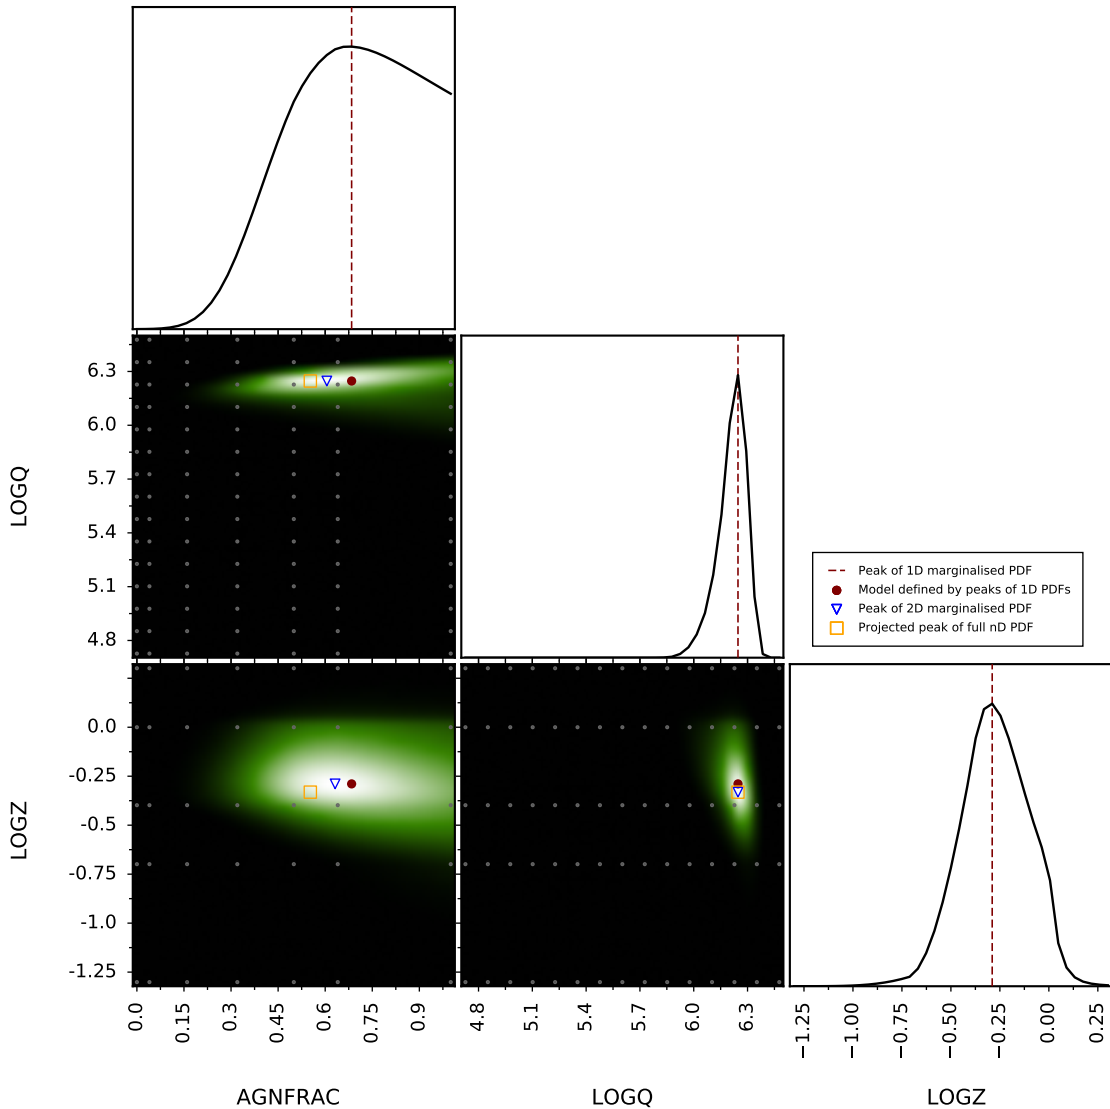 6.3
6.0
5.7
5.4
5.1
4.8
LOGQ
Peak of 1D marginalised PDF
Model defined by peaks of 1D PDFs
Peak of 2D marginalised PDF
Projected peak of full nD PDF
0.0
-0.25
-0.5
-0.75
-1.0
-1.25
LOGZ
0.0 0.15 0.3 0.45 0.6 0.75 0.9
4.8 5.1 5.4 5.7 6.0 6.3
−1.25 −1.00 −0.75 −0.50 −0.25 0.00 0.25
AGNFRAC
LOGQ
LOGZ